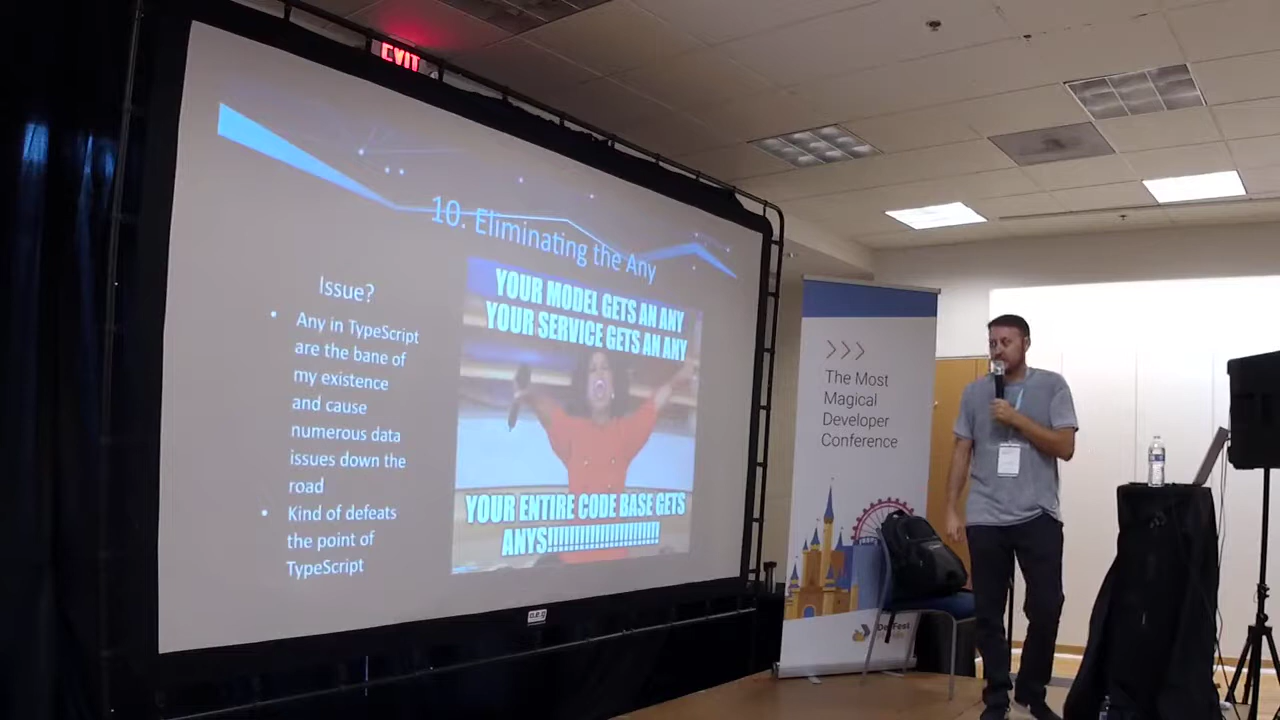 EXIT
10. Eliminating the Any
Issue?
• Any in TypeScript
are the bane of
my existence
and cause
numerous data
issues down the
road
• Kind of defeats
the point of
TypeScript
YOUR MODEL GETS AN ANY
YOUR SERVICE GETS AN ANY
YOUR ENTIRE CODE BASE GETS
ANYS!!!!!!!!!!!!!!!!!!!!!!
The Most
Magical
Developer
Conference
DevFest